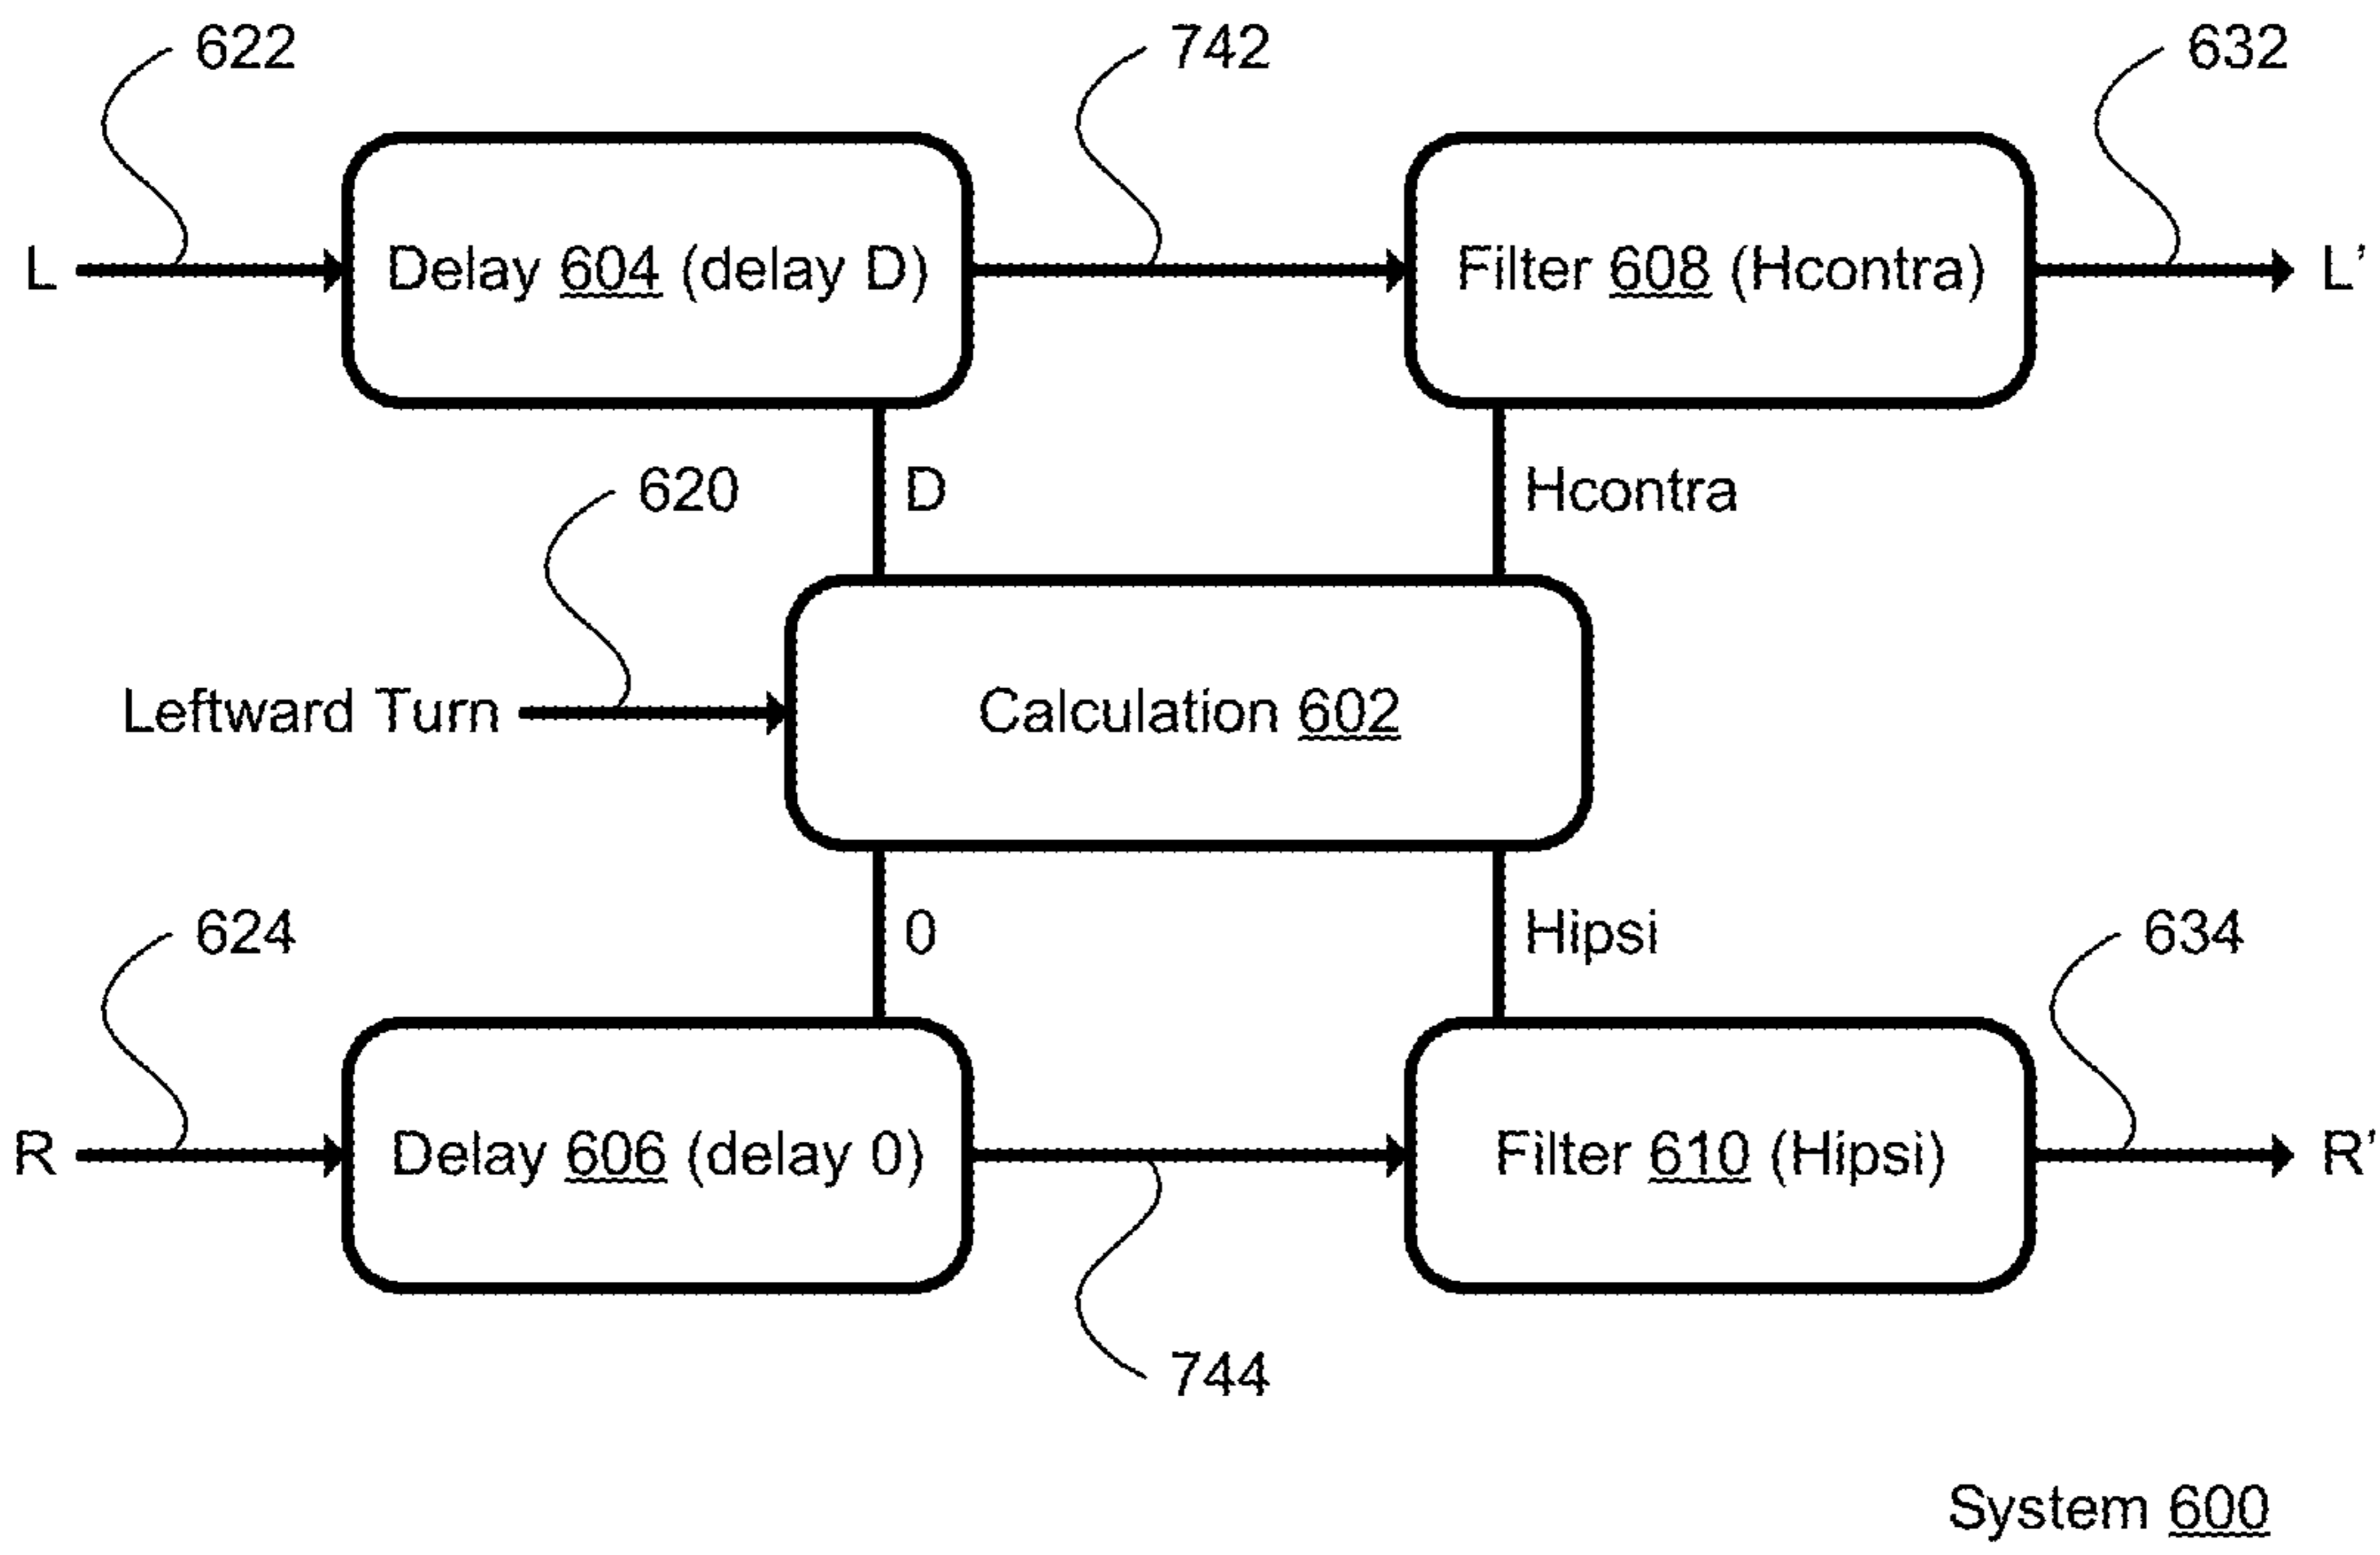 622
742
632
L
Delay 604 (delay D)
Filter 608 (Hcontra)
L'
620
D
Hcontra
Leftward Turn
Calculation 602
624
0
Hipsi
634
R
Delay 606 (delay 0)
Filter 610 (Hipsi)
R'
744
System 600